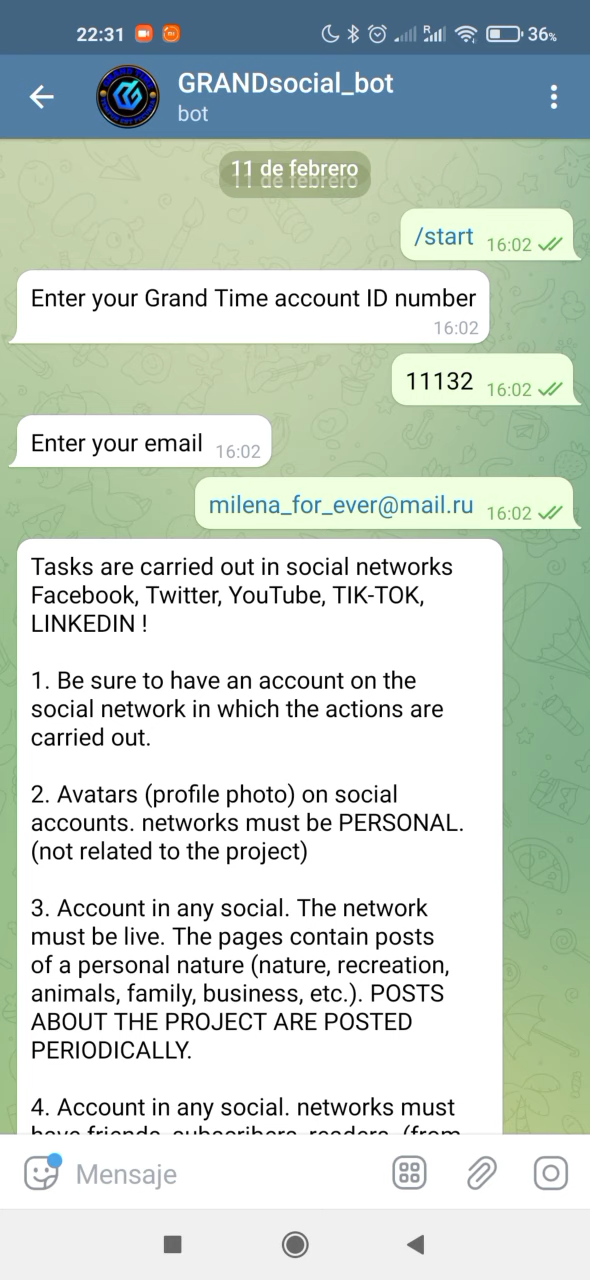 22:31
R
36%
GRANDsocial_bot
bot
11 de febrero
/start 16:02
Enter your Grand Time account ID number
16:02
11132 16:02
Enter your email 16:02
milena_for_ever@mail.ru 16:02
Tasks are carried out in social networks
Facebook, Twitter, YouTube, TIK-TOK,
LINKEDIN !
1. Be sure to have an account on the
social network in which the actions are
carried out.
2. Avatars (profile photo) on social
accounts. networks must be PERSONAL.
(not related to the project)
3. Account in any social. The network
must be live. The pages contain posts
of a personal nature (nature, recreation,
animals, family, business, etc.). POSTS
ABOUT THE PROJECT ARE POSTED
PERIODICALLY.
4. Account in any social. networks must
have friends, subscribers, readers, (from
Mensaje